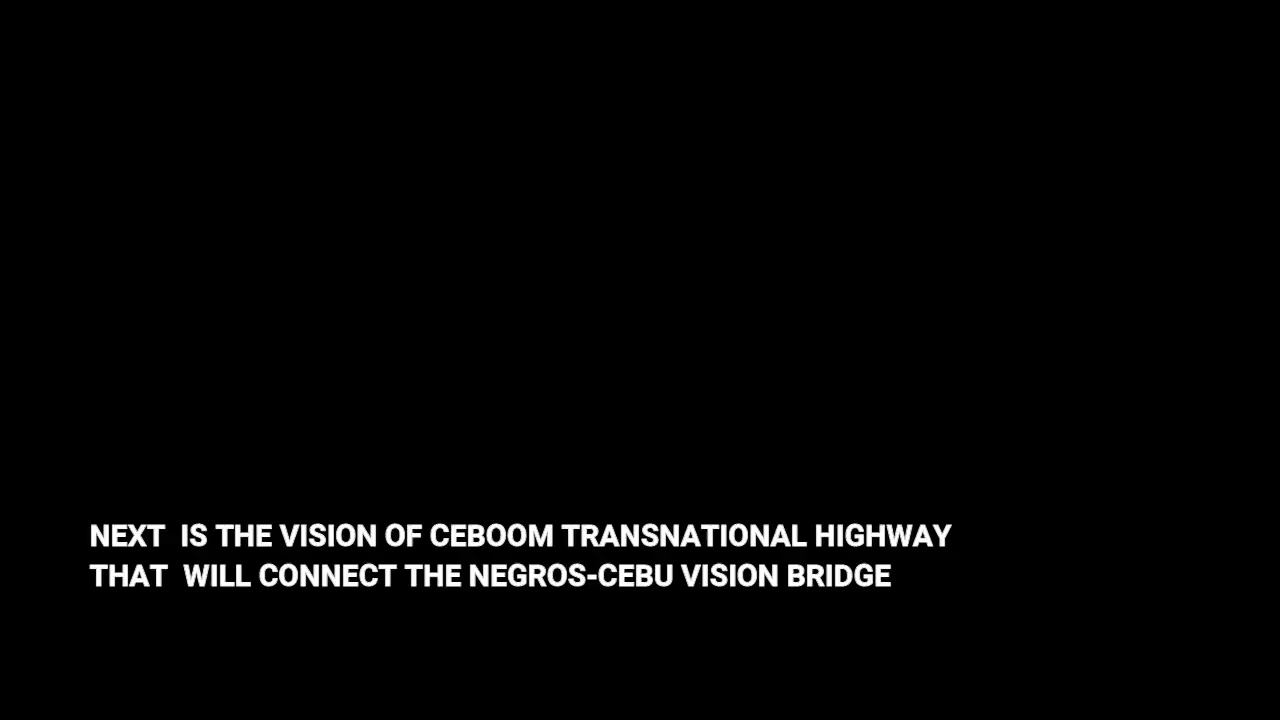 NEXT  IS THE VISION OF CEBOOM TRANSNATIONAL HIGHWAY
THAT  WILL CONNECT THE NEGROS-CEBU VISION BRIDGE